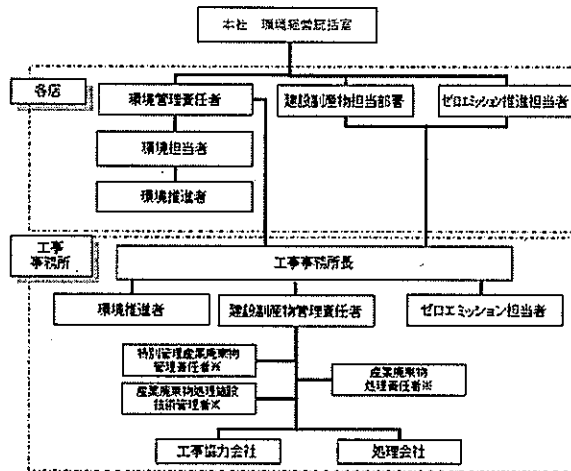 本社 環境経営統括室
各店
環境管理責任者
建設副産物担当部署
ゼロエミッション推進担当者
環境担当者
環境推進者
工事
事務所
工事事務所長
環境推進者
建設副産物管理責任者
ゼロエミッション担当者
特別管理産業廃棄物
管理責任者※
産業廃棄物
処理責任者※
産業廃棄物処理施設
技術管理者※
工事協力会社
処理会社